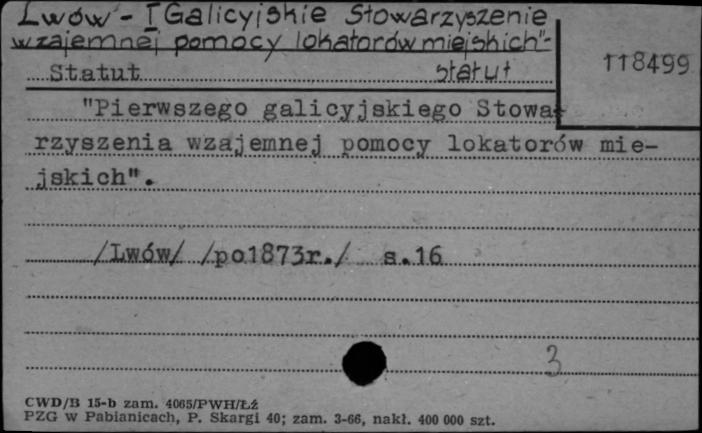 Lwów - I Galicyjskie Stowarzyszenie
wzajemnej pomocy lokatorów miejskich"-
Statut statut
118499
"Pierwszego galicyjskiego Stowa-
rzyszenia wzajemnej pomocy lokatorów mie-
jskich".
/Lwów/ /po1873r./ s.16
3
CWD/B 15-b zam. 4065/PWH/Łź
PZG w Pabianicach, P. Skargi 40; zam. 3-66, nakł. 400 000 szt.